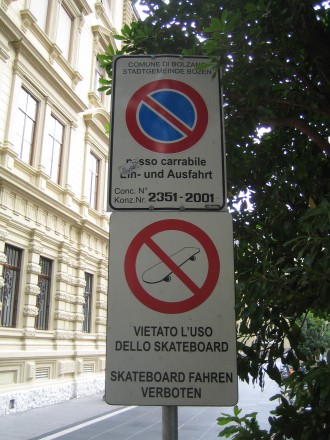 COMUNE DI BOLZANO
STADTGEMEINDE BOZEN
passo carrabile
Ein- und Ausfahrt
Conc. N°
Konz.Nr. 2351-2001
VIETATO L'USO
DELLO SKATEBOARD
SKATEBOARD FAHREN
VERBOTEN